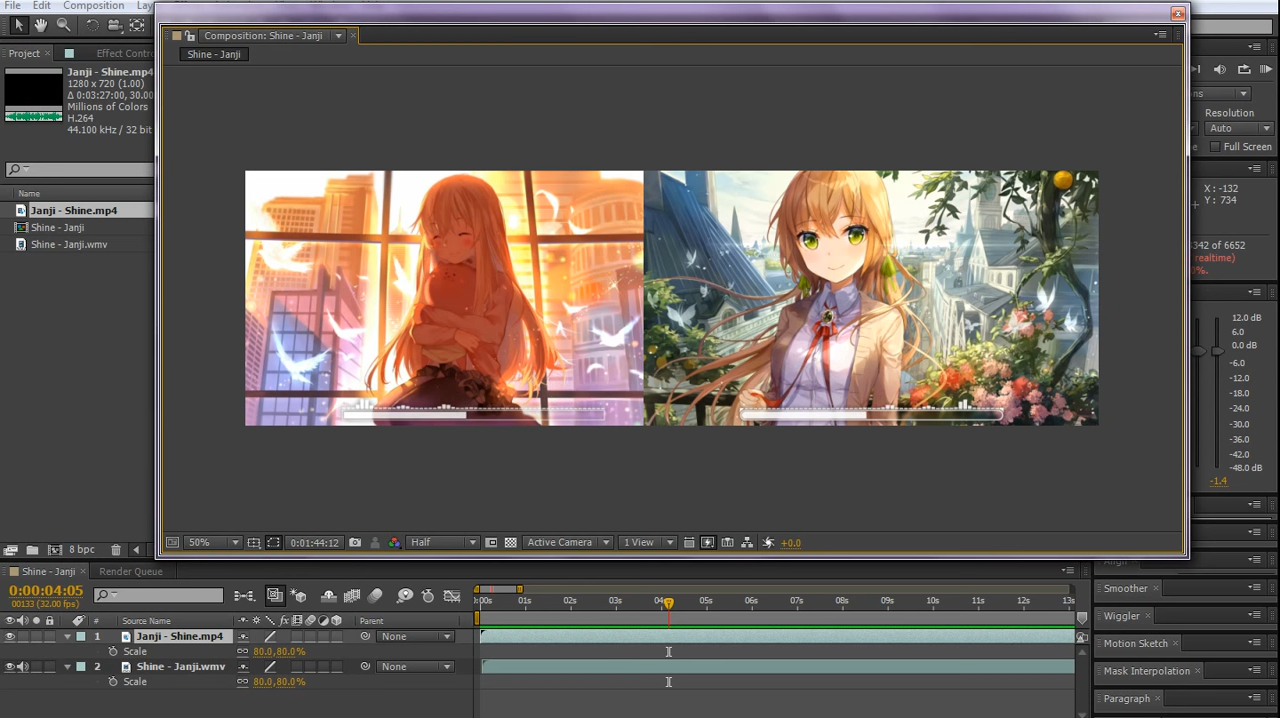 File Edit Composition
Composition: Shine - Janji
Shine - Janji
Project
Effect Contro
Janji - Shine.mp4
1280 x 720 (1.00)
Δ 0:03:27:00, 30.00
Millions of Colors
H.264
44.100 kHz / 32 bit
Name
Janji - Shine.mp4
Shine - Janji
Shine - Janji.wmv
8 bpc
50%
0:01:44:12
Half
Active Camera
1 View
+0.0
ns
Resolution
Auto
Full Screen
X : -132
Y : 734
342 of 6652
realtime)
0%.
12.0 dB
6.0
0.0 dB
-6.0
-12.0
-18.0
-24.0
-30.0
-36.0
-42.0
-48.0 dB
-1.4
Align
Smoother
Wiggler
Motion Sketch
Mask Interpolation
Paragraph
Shine - Janji
Render Queue
0:00:04:05
00133 (32.00 fps)
:00s 01s 02s 03s 04s 05s 06s 07s 08s 09s 10s 11s 12s 13s
# Source Name fx Parent
1 Janji - Shine.mp4 None
Scale 80.0,80.0%
2 Shine - Janji.wmv None
Scale 80.0,80.0%